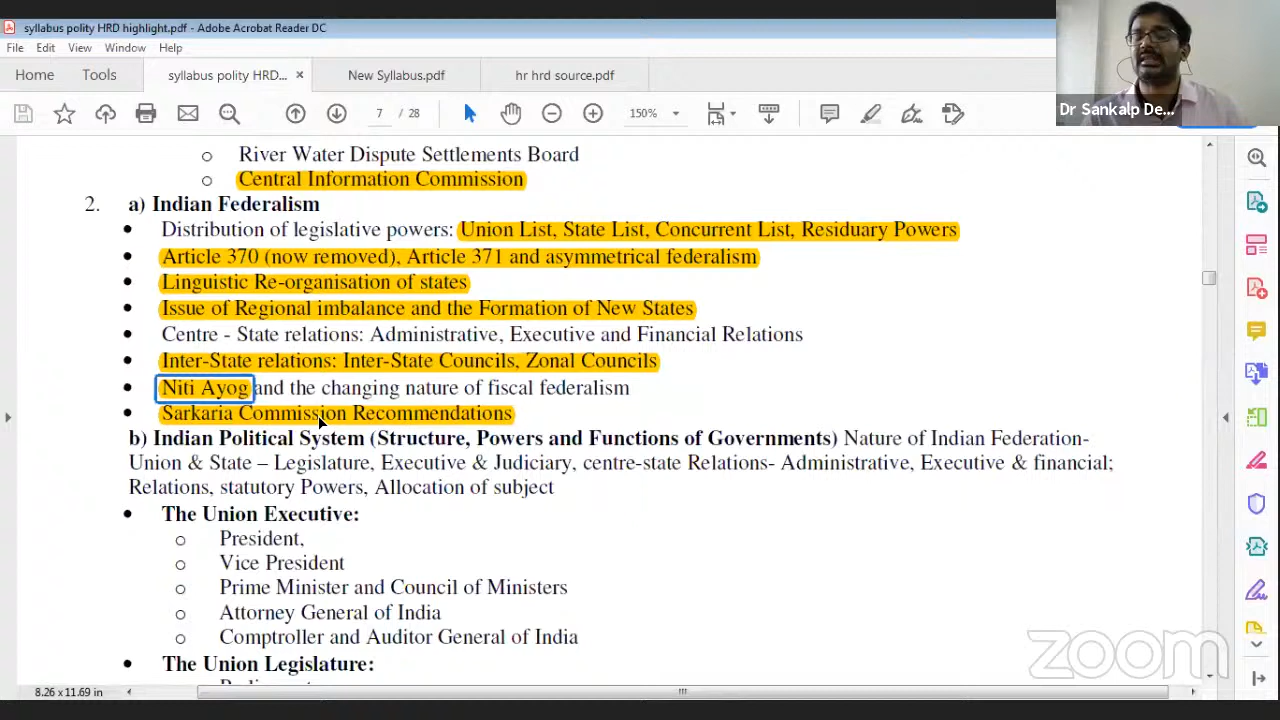 syllabus polity HRD highlight.pdf - Adobe Acrobat Reader DC
File Edit View Window Help
Home Tools syllabus polity HRD... × New Syllabus.pdf hr hrd source.pdf
7 / 28 150%
Dr Sankalp De...
○ River Water Dispute Settlements Board
○ Central Information Commission
2. a) Indian Federalism
• Distribution of legislative powers: Union List, State List, Concurrent List, Residuary Powers
• Article 370 (now removed), Article 371 and asymmetrical federalism
• Linguistic Re-organisation of states
• Issue of Regional imbalance and the Formation of New States
• Centre - State relations: Administrative, Executive and Financial Relations
• Inter-State relations: Inter-State Councils, Zonal Councils
• Niti Ayog and the changing nature of fiscal federalism
• Sarkaria Commission Recommendations
b) Indian Political System (Structure, Powers and Functions of Governments) Nature of Indian Federation-
Union & State – Legislature, Executive & Judiciary, centre-state Relations- Administrative, Executive & financial;
Relations, statutory Powers, Allocation of subject
• The Union Executive:
○ President,
○ Vice President
○ Prime Minister and Council of Ministers
○ Attorney General of India
○ Comptroller and Auditor General of India
• The Union Legislature:
zoom
8.26 x 11.69 in